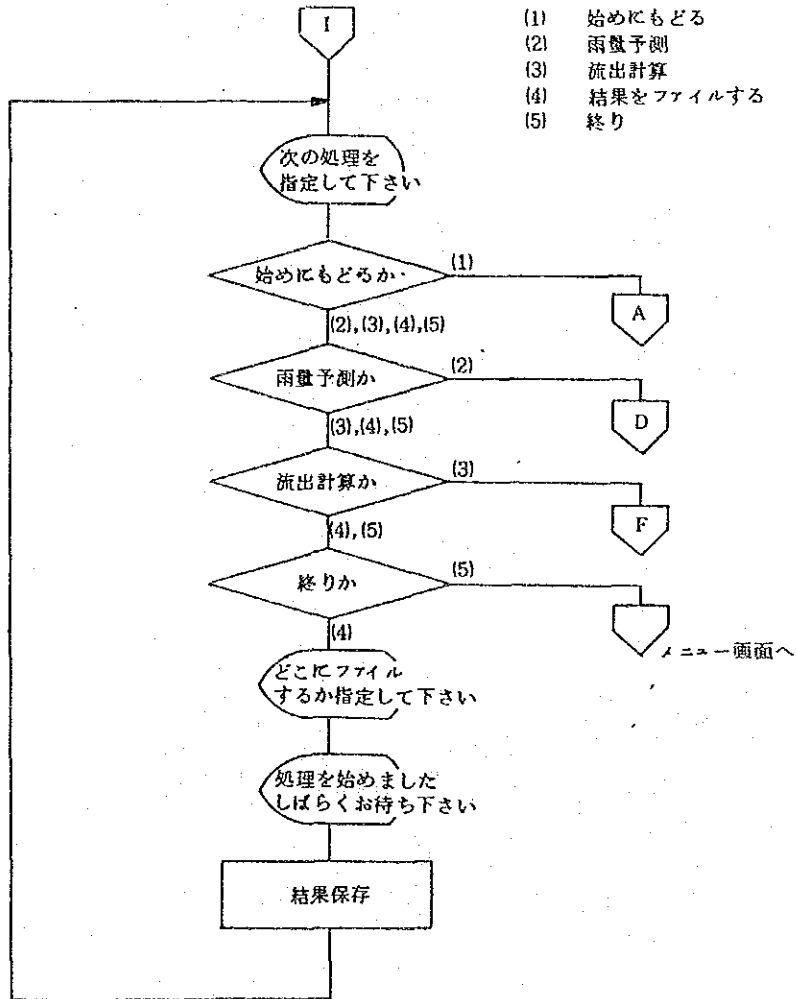 I
(1) 始めにもどる
(2) 雨量予測
(3) 流出計算
(4) 結果をファイルする
(5) 終り
次の処理を
指定して下さい
始めにもどるか
(1)
A
(2),(3),(4),(5)
雨量予測か
(2)
D
(3),(4),(5)
流出計算か
(3)
F
(4),(5)
終りか
(5)
(4)
メニュー画面へ
どこにファイル
するか指定して下さい
処理を始めました
しばらくお待ち下さい
結果保存